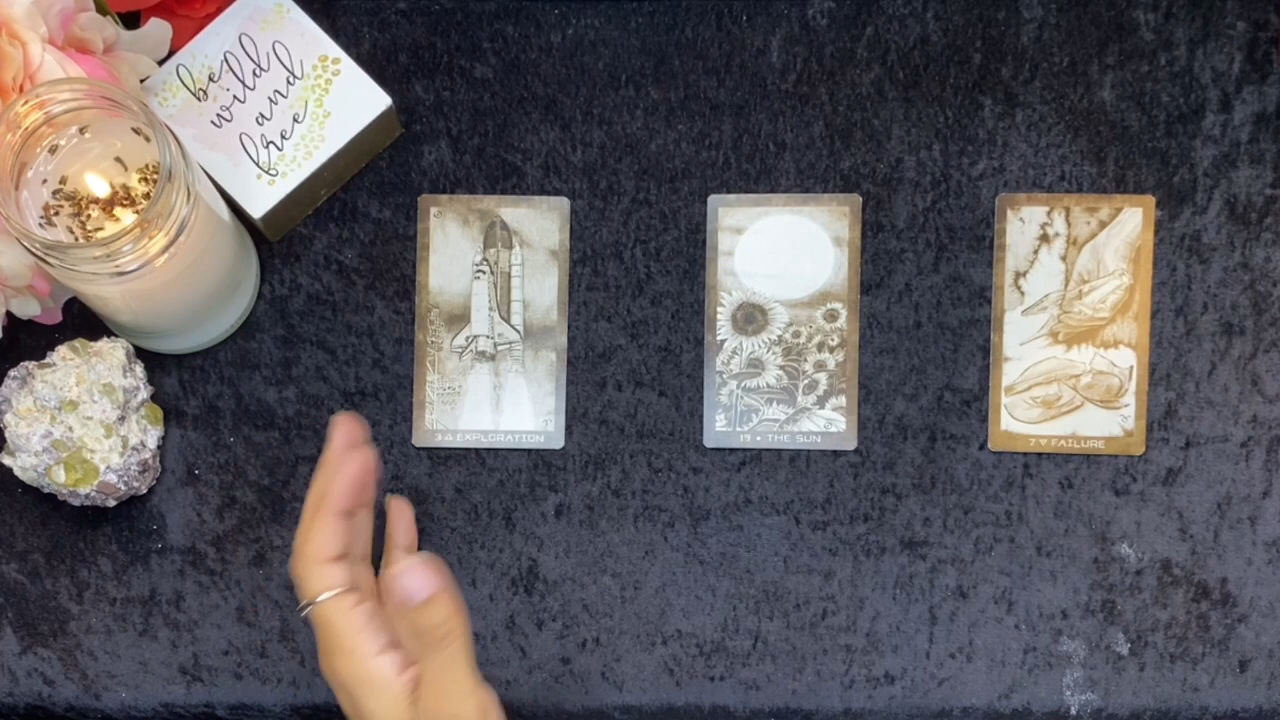 be
wild
and
free
3 △ EXPLORATION
19 • THE SUN
7 ▽ FAILURE